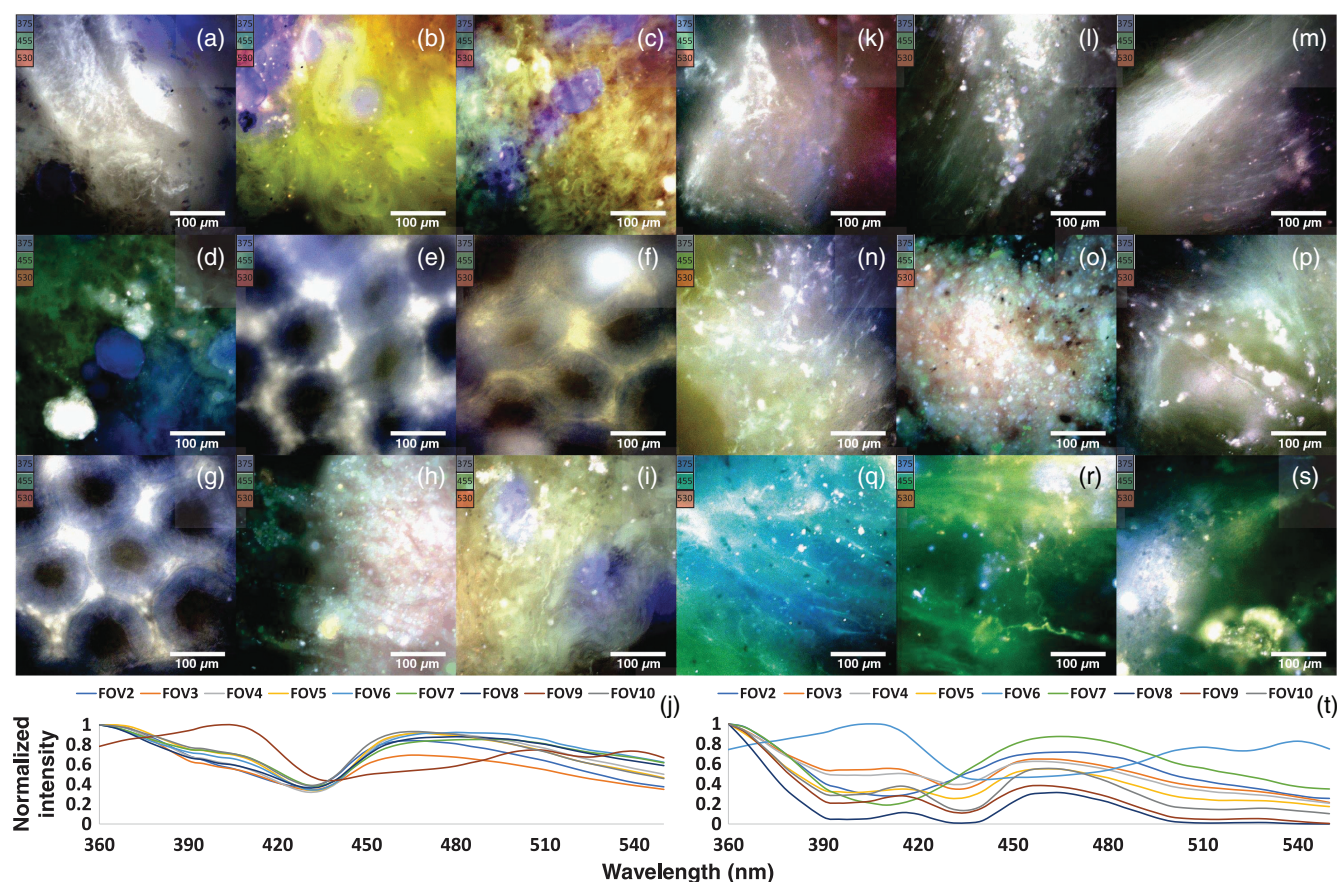 375 (a) 375 (b) 375 (c) 375 (k) 375 (l) 375 (m)
455 455 455 455 455 455
530 530 530 530 530 530
100 µm 100 µm 100 µm 100 µm 100 µm 100 µm
375 (d) 375 (e) 375 (f) 375 (n) 375 (o) 375 (p)
455 455 455 455 455 455
530 530 530 530 530 530
100 µm 100 µm 100 µm 100 µm 100 µm 100 µm
375 (g) 375 (h) 375 (i) 375 (q) 375 (r) 375 (s)
455 455 455 455 455 455
530 530 530 530 530 530
100 µm 100 µm 100 µm 100 µm 100 µm 100 µm
FOV2 FOV3 FOV4 FOV5 FOV6 FOV7 FOV8 FOV9 FOV10 (j)
Normalized intensity
1
0.8
0.6
0.4
0.2
0
360 390 420 450 480 510 540
FOV2 FOV3 FOV4 FOV5 FOV6 FOV7 FOV8 FOV9 FOV10 (t)
1
0.8
0.6
0.4
0.2
0
360 390 420 450 480 510 540
Wavelength (nm)